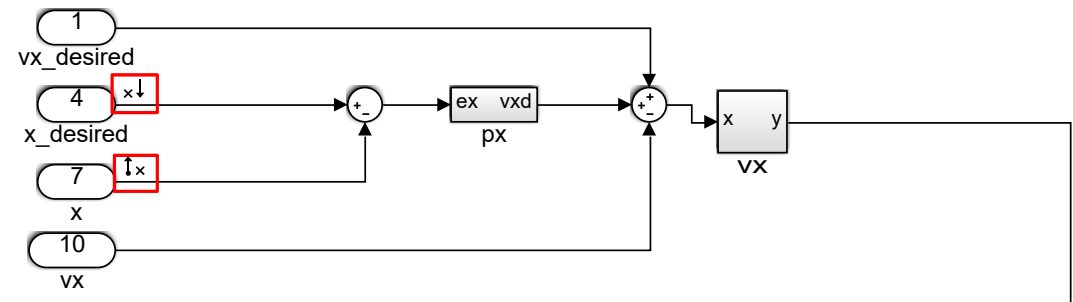 1
vx_desired
4
x_desired
7
x
10
vx
+
−
ex vxd
px
+
+
−
x y
vx